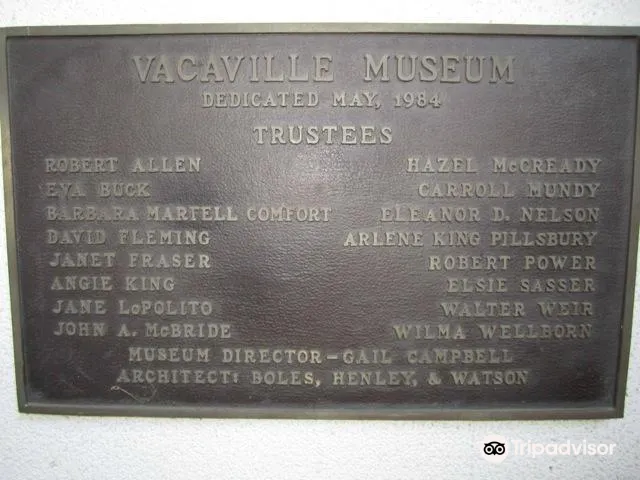 VACAVILLE MUSEUM
DEDICATED MAY, 1984
TRUSTEES
ROBERT ALLEN HAZEL McCREADY
EVA BUCK CARROLL MUNDY
BARBARA MARTELL COMFORT ELEANOR D. NELSON
DAVID FLEMING ARLENE KING PILLSBURY
JANET FRASER ROBERT POWER
ANGIE KING ELSIE SASSER
JANE LoPOLITO WALTER WEIR
JOHN A. McBRIDE WILMA WELLBORN
MUSEUM DIRECTOR – GAIL CAMPBELL
ARCHITECT: BOLES, HENLEY, & WATSON
Tripadvisor